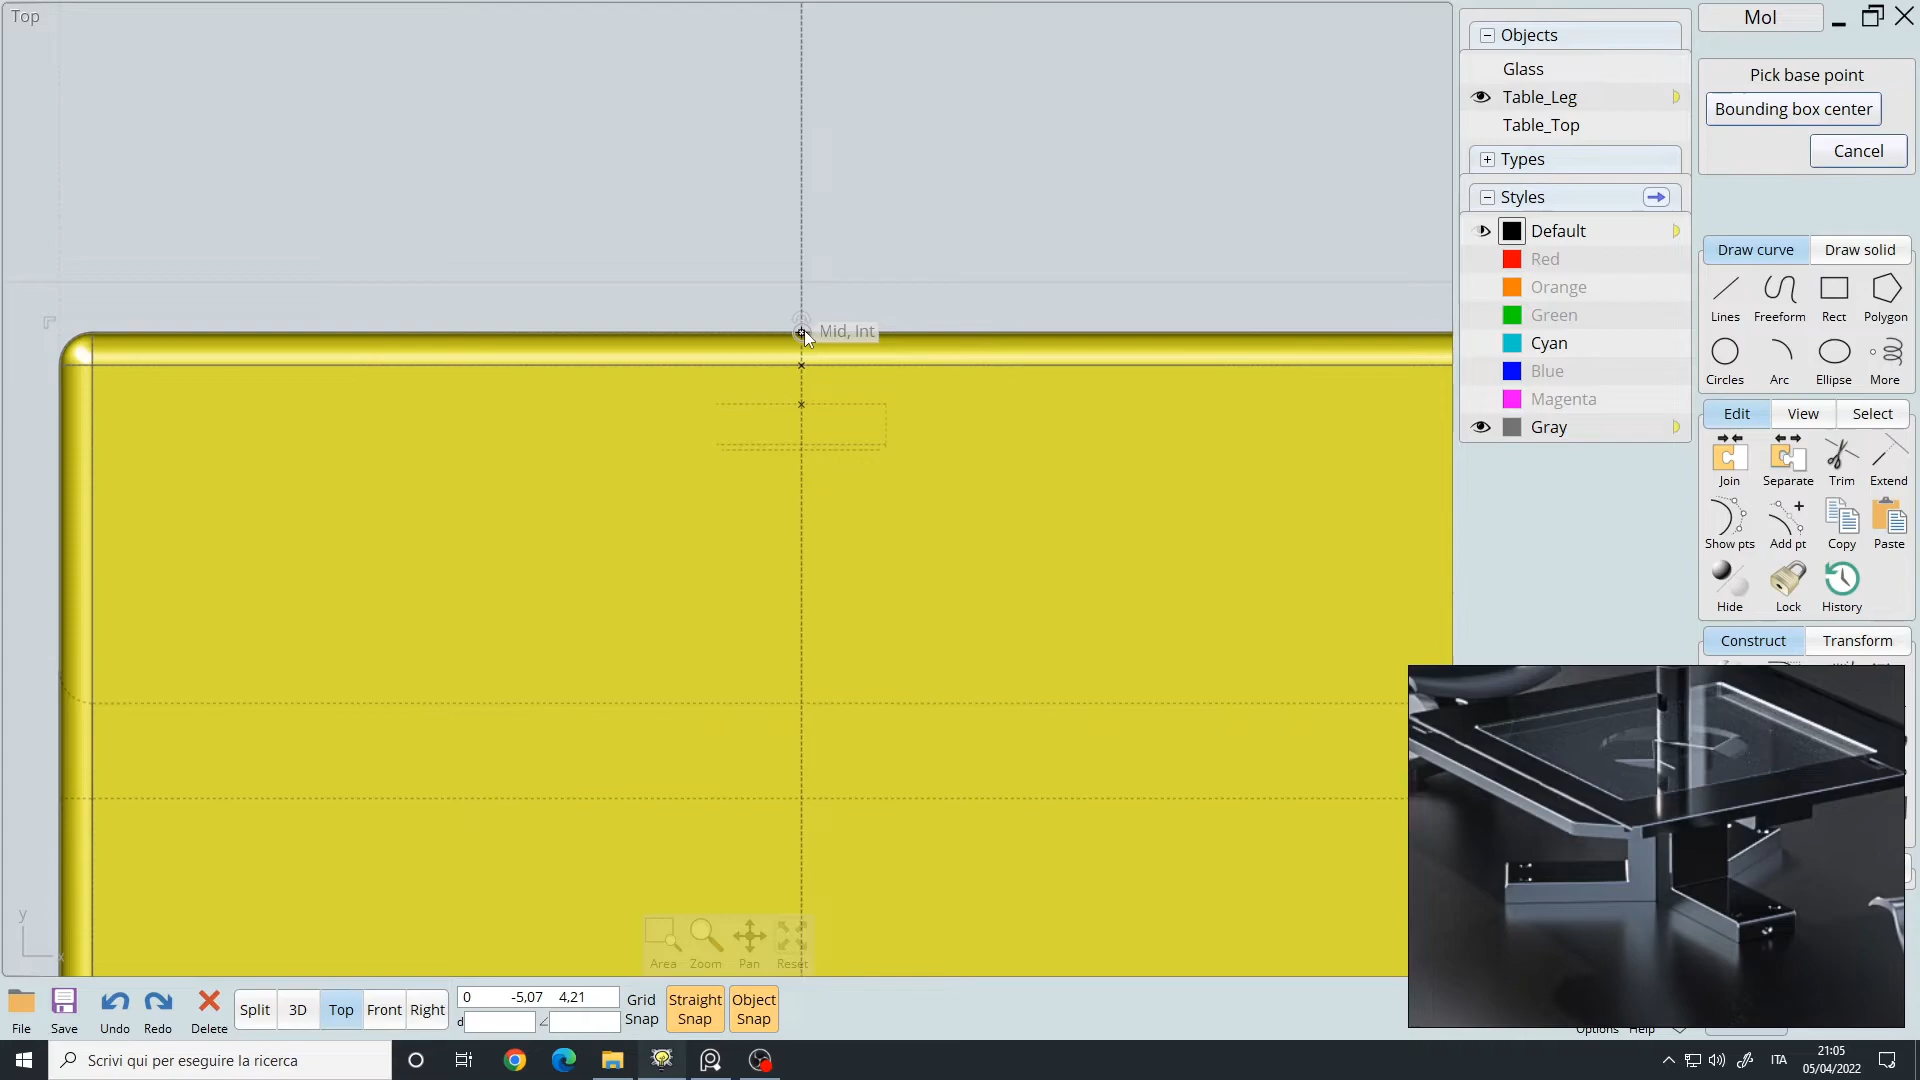 Top
Objects
Glass
Table_Leg
Table_Top
Types
Styles
Default
Red
Orange
Green
Cyan
Blue
Magenta
Gray
MoI
Pick base point
Bounding box center
Cancel
Draw curve
Draw solid
Lines
Freeform
Rect
Polygon
Circles
Arc
Ellipse
More
Edit
View
Select
Join
Separate
Trim
Extend
Show pts
Add pt
Copy
Paste
Hide
Lock
History
Construct
Transform
Mid, Int
y
x
Area
Zoom
Pan
Reset
File
Save
Undo
Redo
Delete
Split
3D
Top
Front
Right
0 -5,07 4,21
d
Grid
Snap
Straight
Snap
Object
Snap
Options
Help
Scrivi qui per eseguire la ricerca
ITA
21:05
05/04/2022